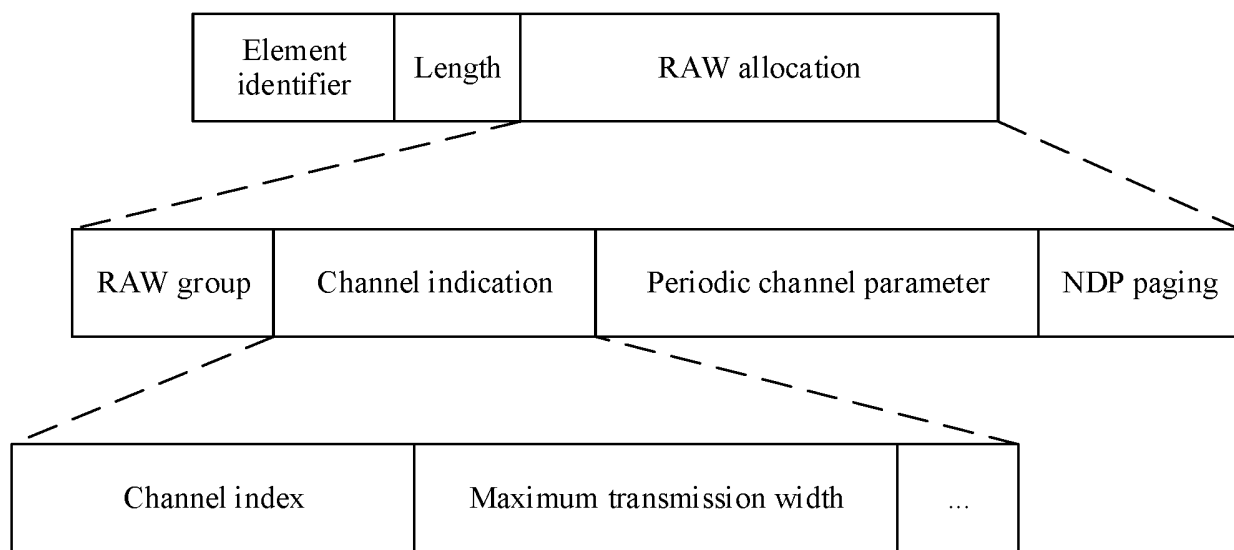 Element
identifier
Length
RAW allocation
RAW group
Channel indication
Periodic channel parameter
NDP paging
Channel index
Maximum transmission width
...